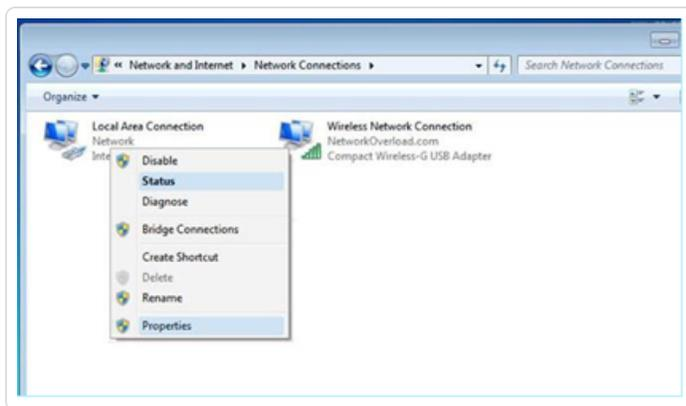 « Network and Internet ▸ Network Connections ▸
Search Network Connections
Organize ▾
Local Area Connection
Network
Inte
Wireless Network Connection
NetworkOverload.com
Compact Wireless-G USB Adapter
Disable
Status
Diagnose
Bridge Connections
Create Shortcut
Delete
Rename
Properties